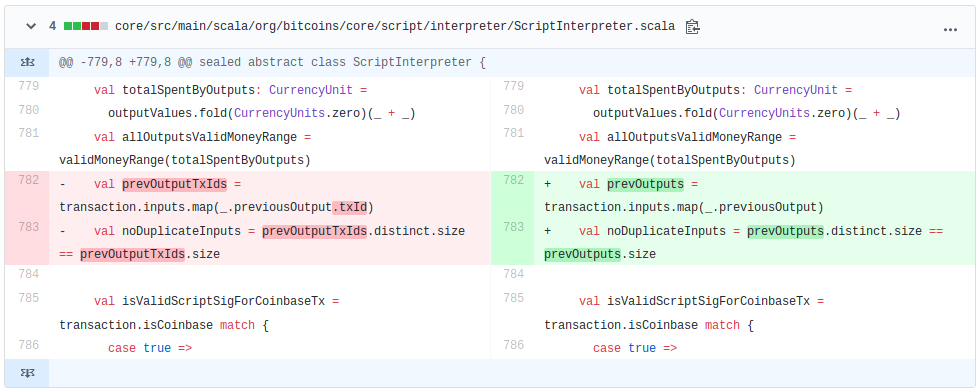 4 core/src/main/scala/org/bitcoins/core/script/interpreter/ScriptInterpreter.scala ...
@@ -779,8 +779,8 @@ sealed abstract class ScriptInterpreter {
779 val totalSpentByOutputs: CurrencyUnit =
780 outputValues.fold(CurrencyUnits.zero)(_ + _)
781 val allOutputsValidMoneyRange =
validMoneyRange(totalSpentByOutputs)
782 - val prevOutputTxIds =
transaction.inputs.map(_.previousOutput.txId)
783 - val noDuplicateInputs = prevOutputTxIds.distinct.size
== prevOutputTxIds.size
784
785 val isValidScriptSigForCoinbaseTx =
transaction.isCoinbase match {
786 case true =>
779 val totalSpentByOutputs: CurrencyUnit =
780 outputValues.fold(CurrencyUnits.zero)(_ + _)
781 val allOutputsValidMoneyRange =
validMoneyRange(totalSpentByOutputs)
782 + val prevOutputs =
transaction.inputs.map(_.previousOutput)
783 + val noDuplicateInputs = prevOutputs.distinct.size ==
prevOutputs.size
784
785 val isValidScriptSigForCoinbaseTx =
transaction.isCoinbase match {
786 case true =>